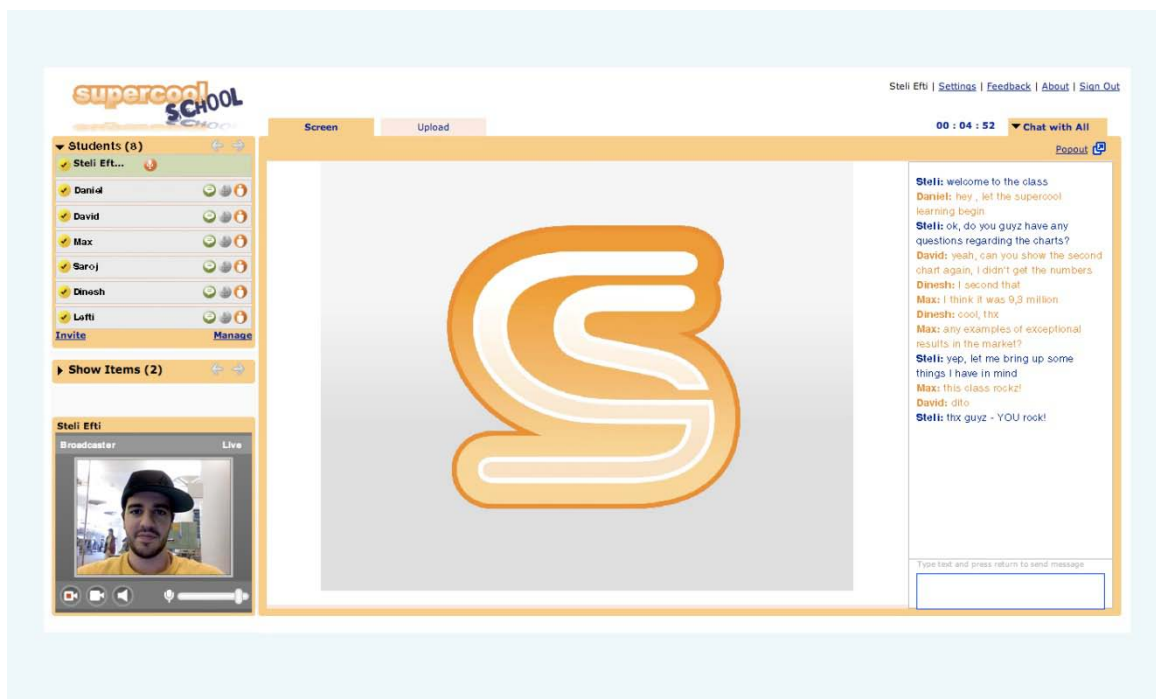 supercool
SCHOOL
Steli Efti | Settings | Feedback | About | Sign Out
Screen
Upload
00 : 04 : 52
Chat with All
Popout
Students (8)
Steli Eft...
Daniel
David
Max
Saroj
Dinesh
Lotti
Invite
Manage
Show Items (2)
Steli Efti
Broadcaster
Live
Steli: welcome to the class
Daniel: hey , let the supercool
learning begin
Steli: ok, do you guyz have any
questions regarding the charts?
David: yeah, can you show the second
chart again, i didn't get the numbers
Dinesh: I second that
Max: I think it was 9,3 million
Dinesh: cool, thx
Max: any examples of exceptional
results in the market?
Steli: yep, let me bring up some
things I have in mind
Max: this class rockz!
David: dito
Steli: thx guyz - YOU rock!
Type text and press return to send message